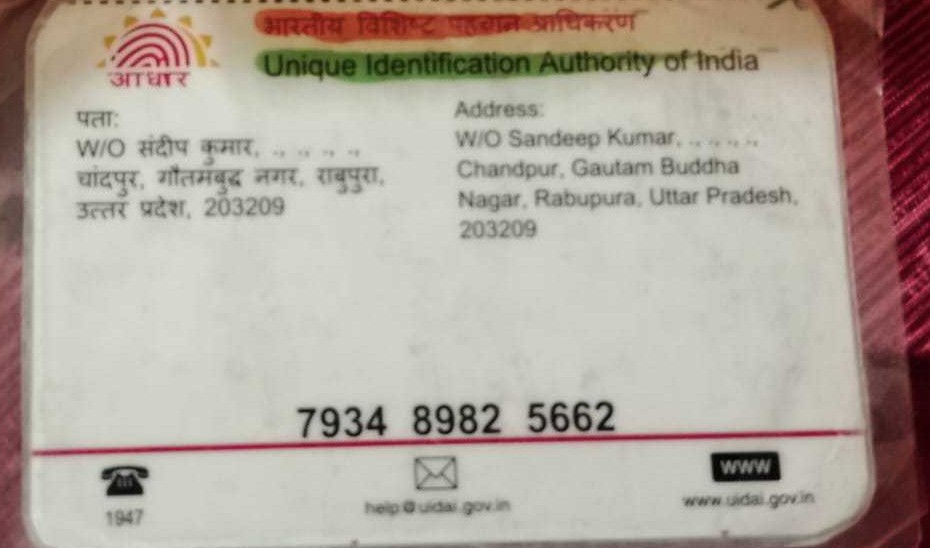 भारतीय विशिष्ट पहचान प्राधिकरण
आधार
Unique Identification Authority of India
पता:
W/O संदीप कुमार, ., ., ., .,
चांदपुर, गौतमबुद्ध नगर, राबुपुरा,
उत्तर प्रदेश, 203209
Address:
W/O Sandeep Kumar, ., ., ., .,
Chandpur, Gautam Buddha
Nagar, Rabupura, Uttar Pradesh,
203209
7934 8982 5662
1947
help@uidai.gov.in
www
www.uidai.gov.in